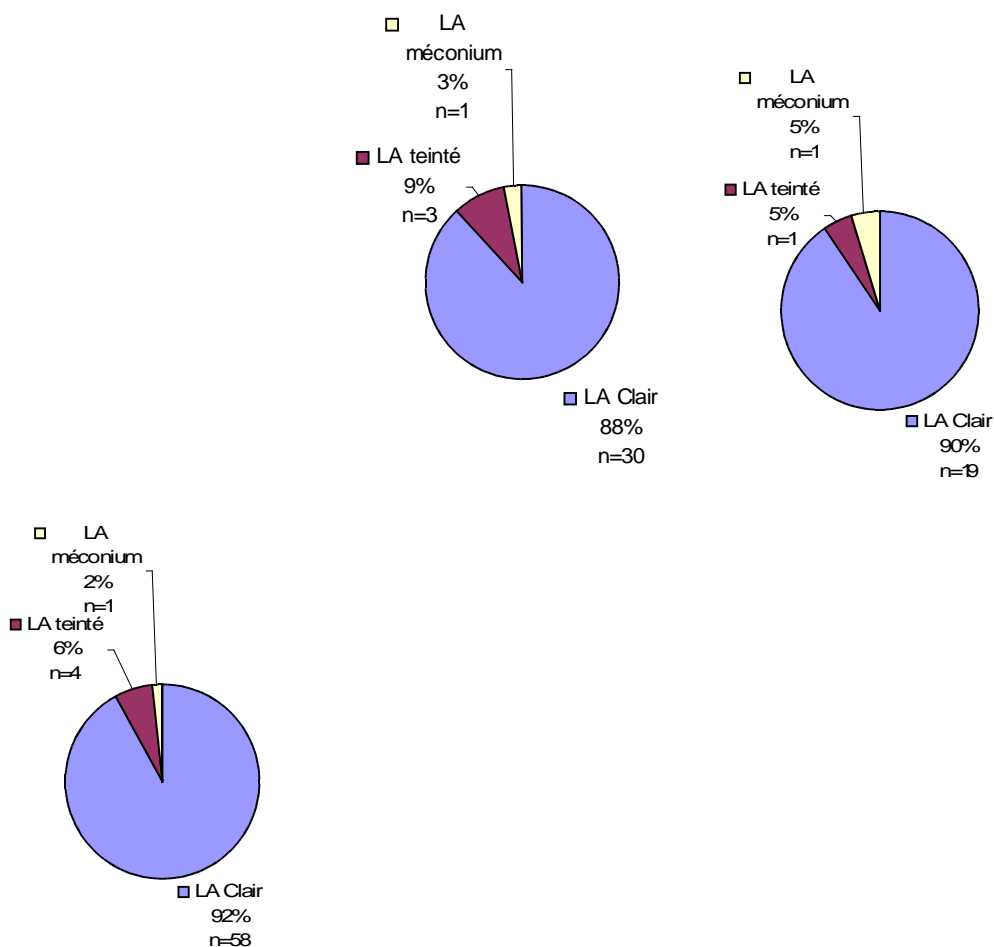 LA
méconium
3%
n=1
LA teinté
9%
n=3
LA Clair
88%
n=30
LA
méconium
5%
n=1
LA teinté
5%
n=1
LA Clair
90%
n=19
LA
méconium
2%
n=1
LA teinté
6%
n=4
LA Clair
92%
n=58